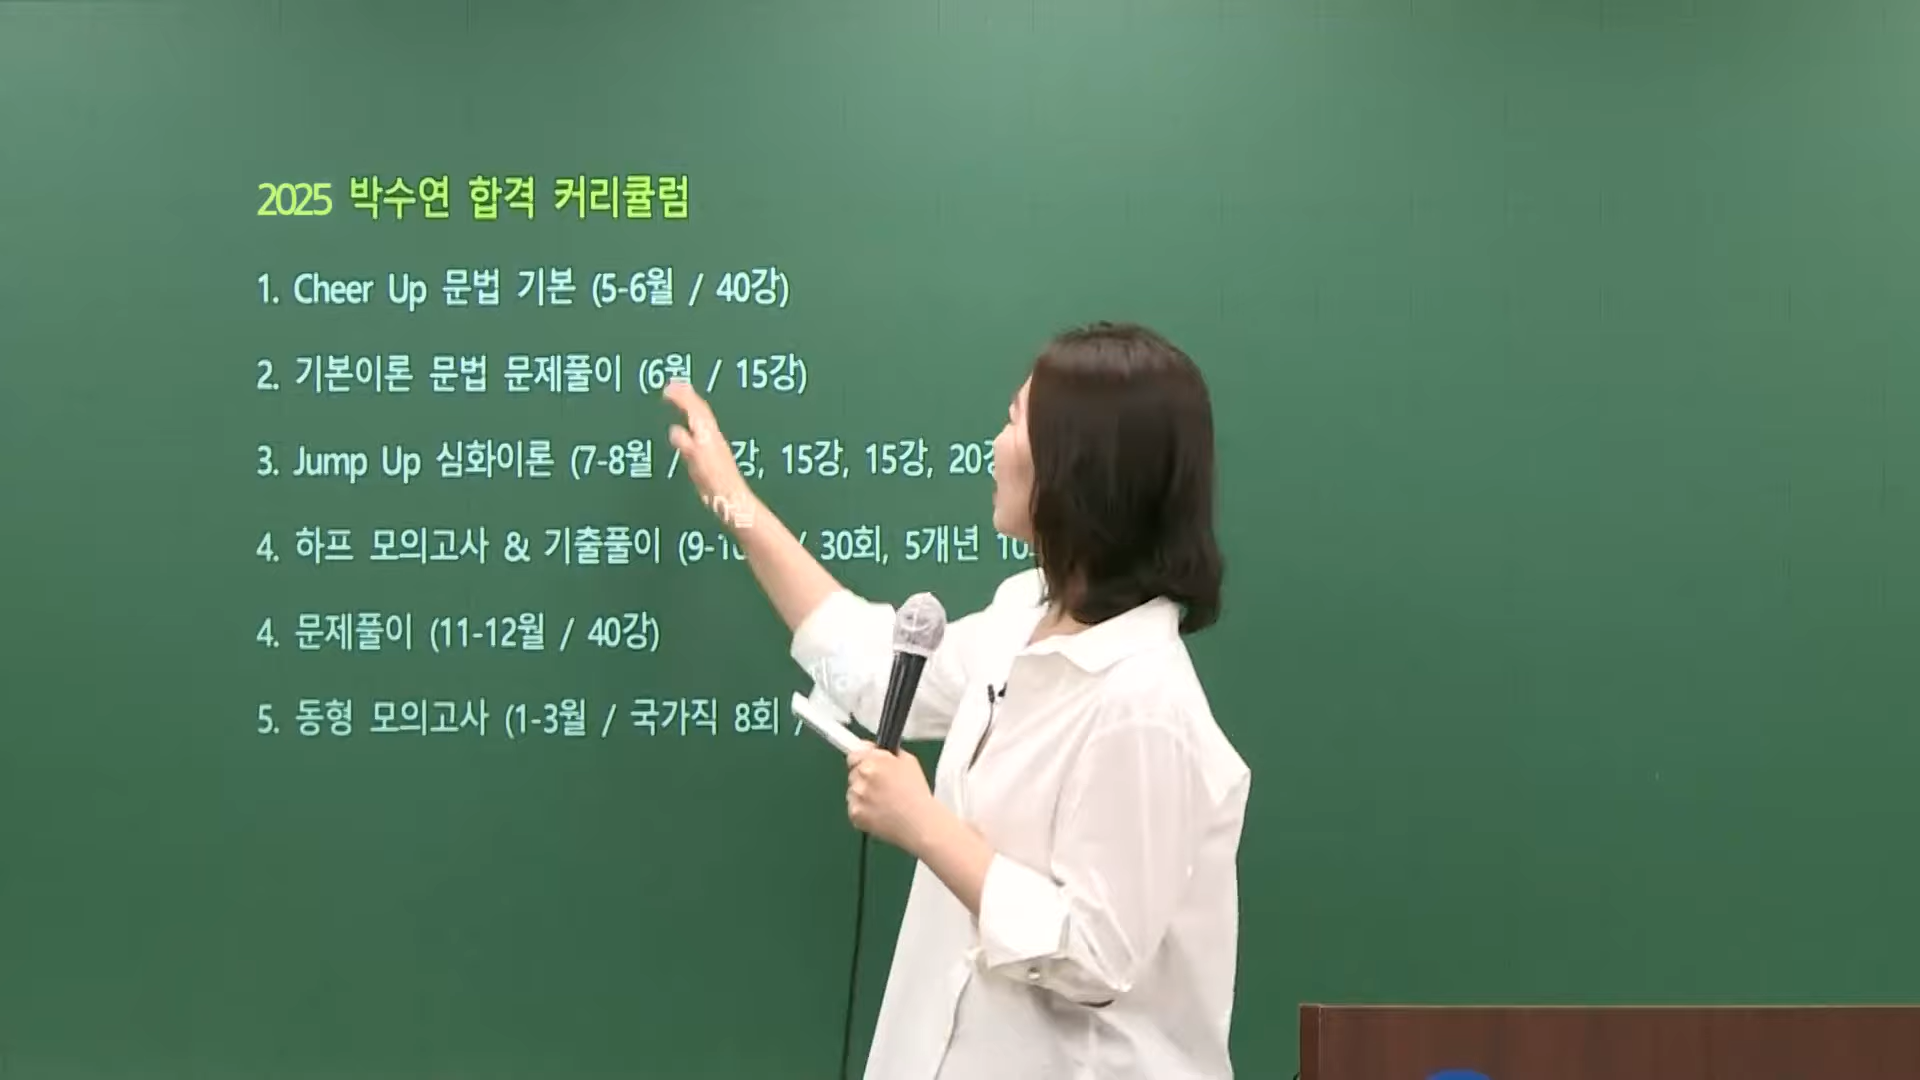 2025 박수연 합격 커리큘럼
1. Cheer Up 문법 기본 (5-6월 / 40강)
2. 기본이론 문법 문제풀이 (6월 / 15강)
3. Jump Up 심화이론 (7-8월 / 강, 15강, 15강, 20강
4. 하프 모의고사 & 기출풀이 (9-10 / 30회, 5개년 10
4. 문제풀이 (11-12월 / 40강)
5. 동형 모의고사 (1-3월 / 국가직 8회 /